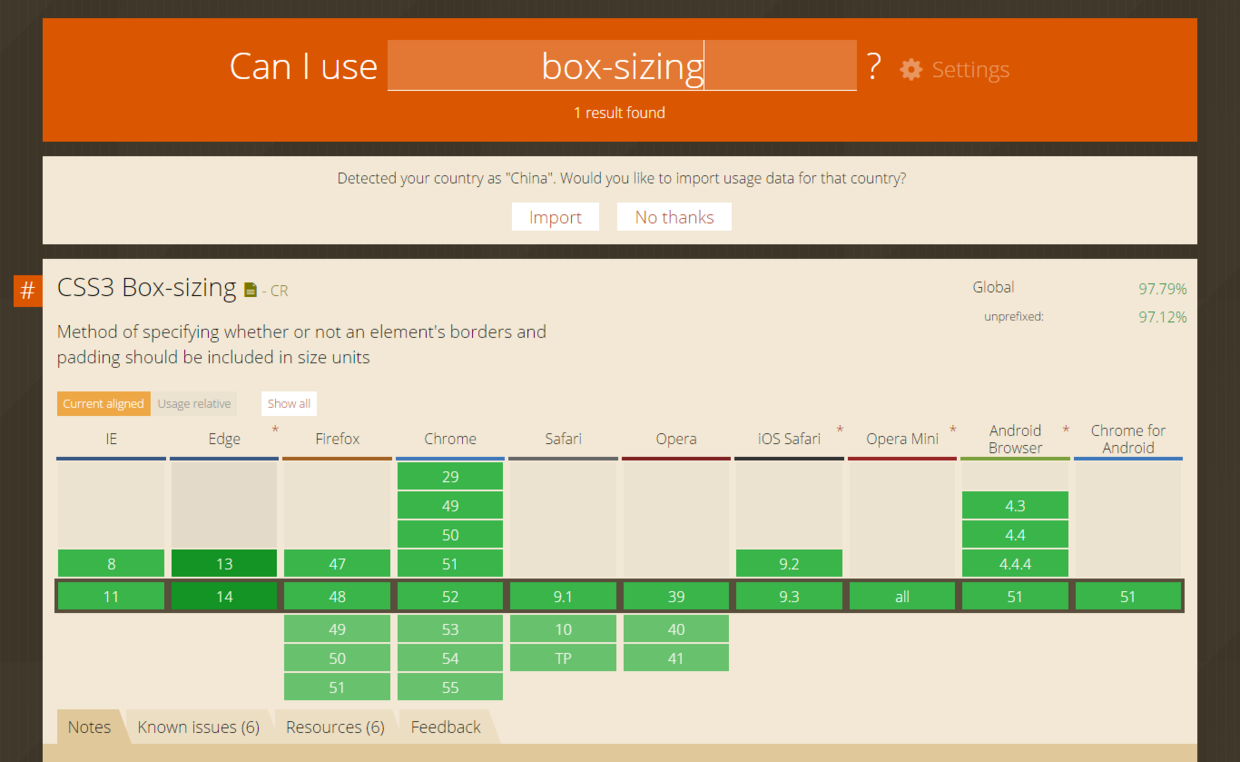 Can I use box-sizing ? Settings
1 result found
Detected your country as "China". Would you like to import usage data for that country?
Import No thanks
# CSS3 Box-sizing - CR Global 97.79%
unprefixed: 97.12%
Method of specifying whether or not an element's borders and
padding should be included in size units
Current aligned Usage relative Show all
IE Edge * Firefox Chrome Safari Opera iOS Safari * Opera Mini * Android Browser * Chrome for Android
29
49 4.3
50 4.4
8 13 47 51 9.2 4.4.4
11 14 48 52 9.1 39 9.3 all 51 51
49 53 10 40
50 54 TP 41
51 55
Notes Known issues (6) Resources (6) Feedback